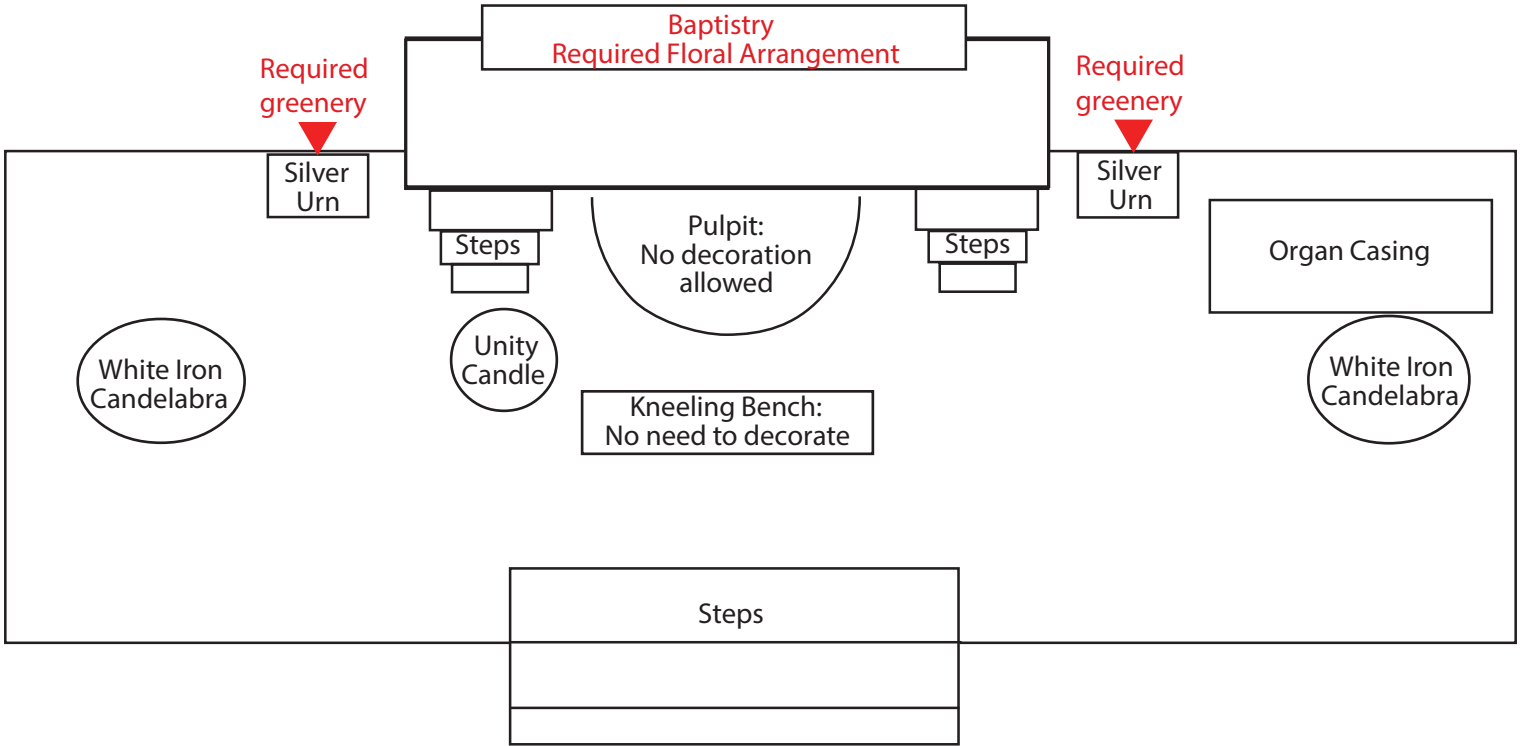 Baptistry
Required Floral Arrangement
Required
greenery
Required
greenery
Silver
Urn
Silver
Urn
Steps
Pulpit:
No decoration
allowed
Steps
Organ Casing
White Iron
Candelabra
Unity
Candle
White Iron
Candelabra
Kneeling Bench:
No need to decorate
Steps